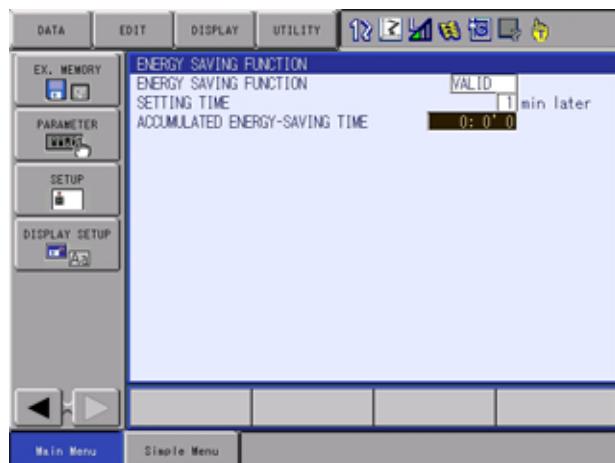 DATA EDIT DISPLAY UTILITY
EX. MEMORY
PARAMETER
SETUP
DISPLAY SETUP
ENERGY SAVING FUNCTION
ENERGY SAVING FUNCTION VALID
SETTING TIME 1 min later
ACCUMULATED ENERGY-SAVING TIME 0: 0' 0
Main Menu Simple Menu